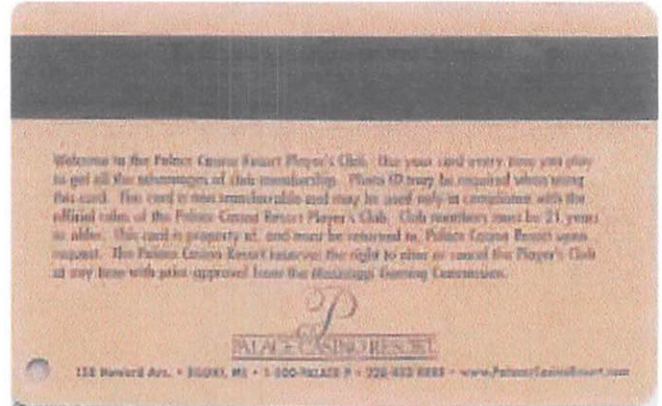 Welcome to the Palace Casino Resort Player's Club. Use your card every time you play
to get all the advantages of club membership. Photo ID may be required when using
this card. This card is non-transferable and may be used only in compliance with the
official rules of the Palace Casino Resort Player's Club. Club members must be 21 years
or older. This card is property of, and must be returned to, Palace Casino Resort upon
request. The Palace Casino Resort reserves the right to alter or cancel the Player's Club
at any time with prior approval from the Mississippi Gaming Commission.
P
PALACE CASINO RESORT
158 Howard Ave. • Biloxi, MS • 1-800-PALACE-9 • www.PalaceCasinoResort.com